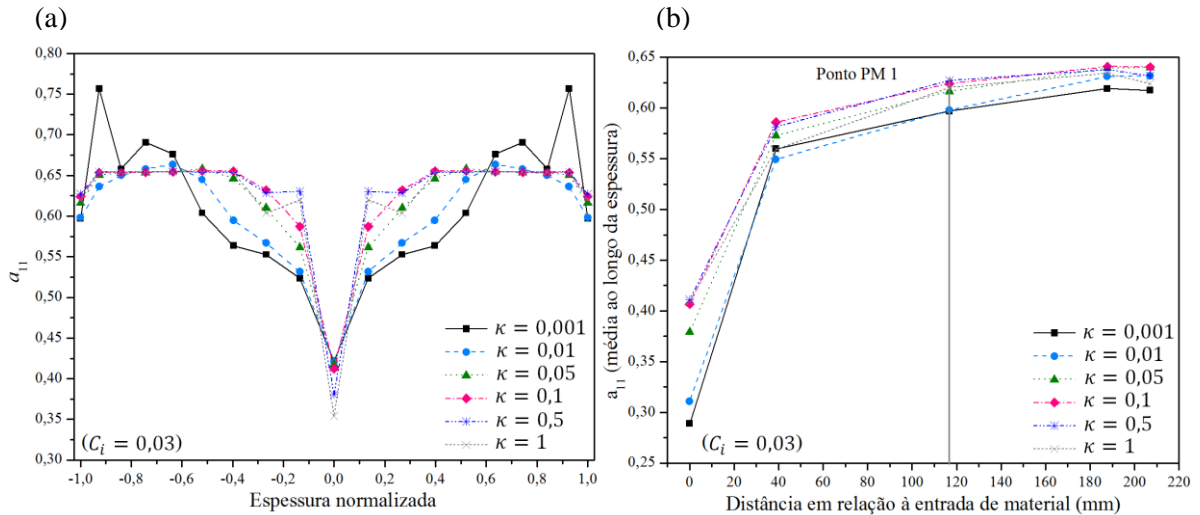 (a)
0,80
0,75
0,70
0,65
0,60
0,55
0,50
0,45
0,40
0,35
0,30
a₁₁
-1,0 -0,8 -0,6 -0,4 -0,2 0,0 0,2 0,4 0,6 0,8 1,0
Espessura normalizada
κ = 0,001
κ = 0,01
κ = 0,05
κ = 0,1
κ = 0,5
κ = 1
(Cᵢ = 0,03)
(b)
0,65
0,60
0,55
0,50
0,45
0,40
0,35
0,30
0,25
a₁₁ (média ao longo da espessura)
Ponto PM 1
0 20 40 60 80 100 120 140 160 180 200 220
Distância em relação à entrada de material (mm)
κ = 0,001
κ = 0,01
κ = 0,05
κ = 0,1
κ = 0,5
κ = 1
(Cᵢ = 0,03)